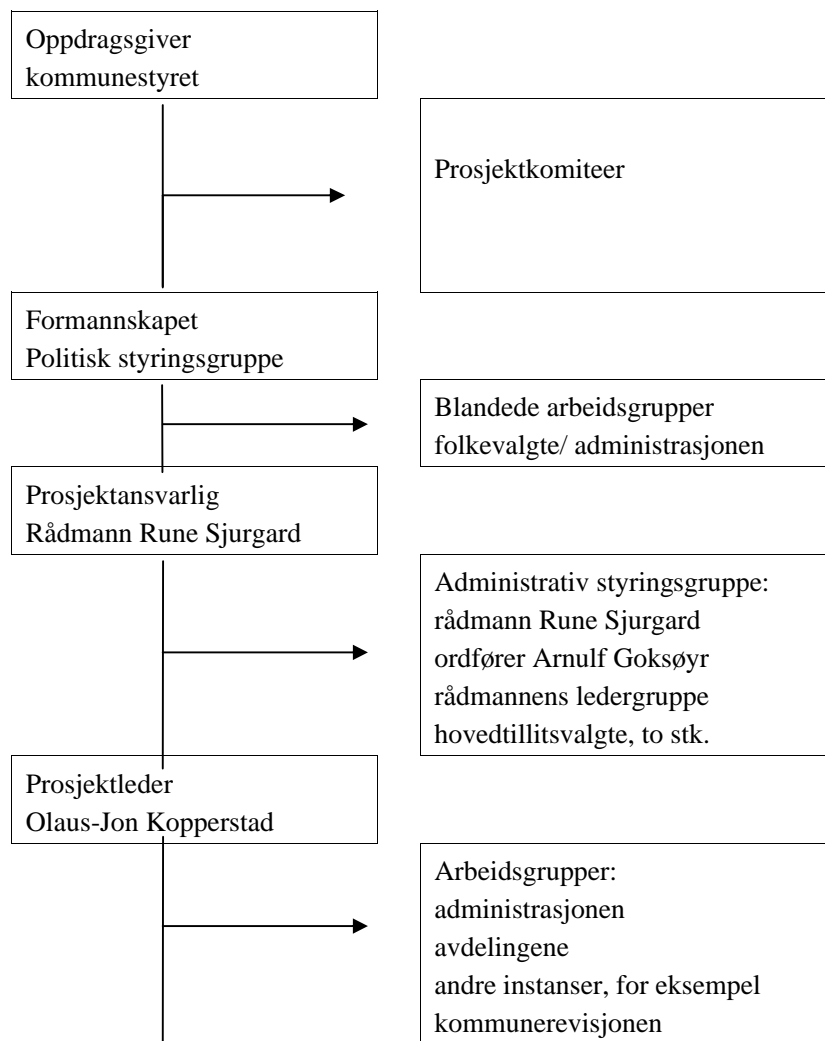 Oppdragsgiver
kommunestyret
Prosjektkomiteer
Formannskapet
Politisk styringsgruppe
Blandede arbeidsgrupper
folkevalgte/ administrasjonen
Prosjektansvarlig
Rådmann Rune Sjurgard
Administrativ styringsgruppe:
rådmann Rune Sjurgard
ordfører Arnulf Goksøyr
rådmannens ledergruppe
hovedtillitsvalgte, to stk.
Prosjektleder
Olaus-Jon Kopperstad
Arbeidsgrupper:
administrasjonen
avdelingene
andre instanser, for eksempel
kommunerevisjonen